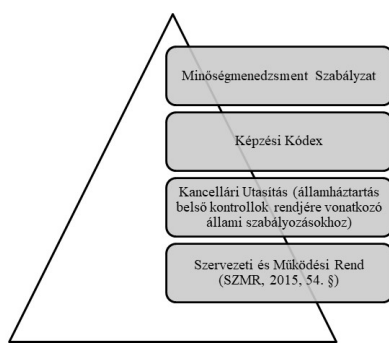 Minőségmenedzsment Szabályzat
Képzési Kódex
Kancellári Utasítás (államháztartás
belső kontrollok rendjére vonatkozó
állami szabályozásokhoz)
Szervezeti és Működési Rend
(SZMR, 2015, 54. §)